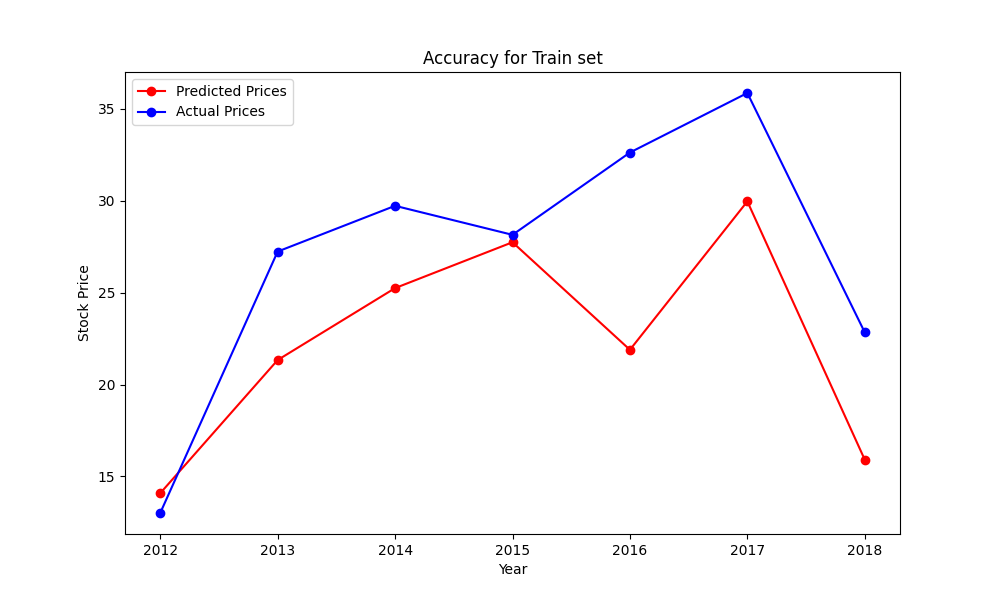 Accuracy for Train set
Predicted Prices
Actual Prices
35
30
25
20
15
Stock Price
2012 2013 2014 2015 2016 2017 2018
Year